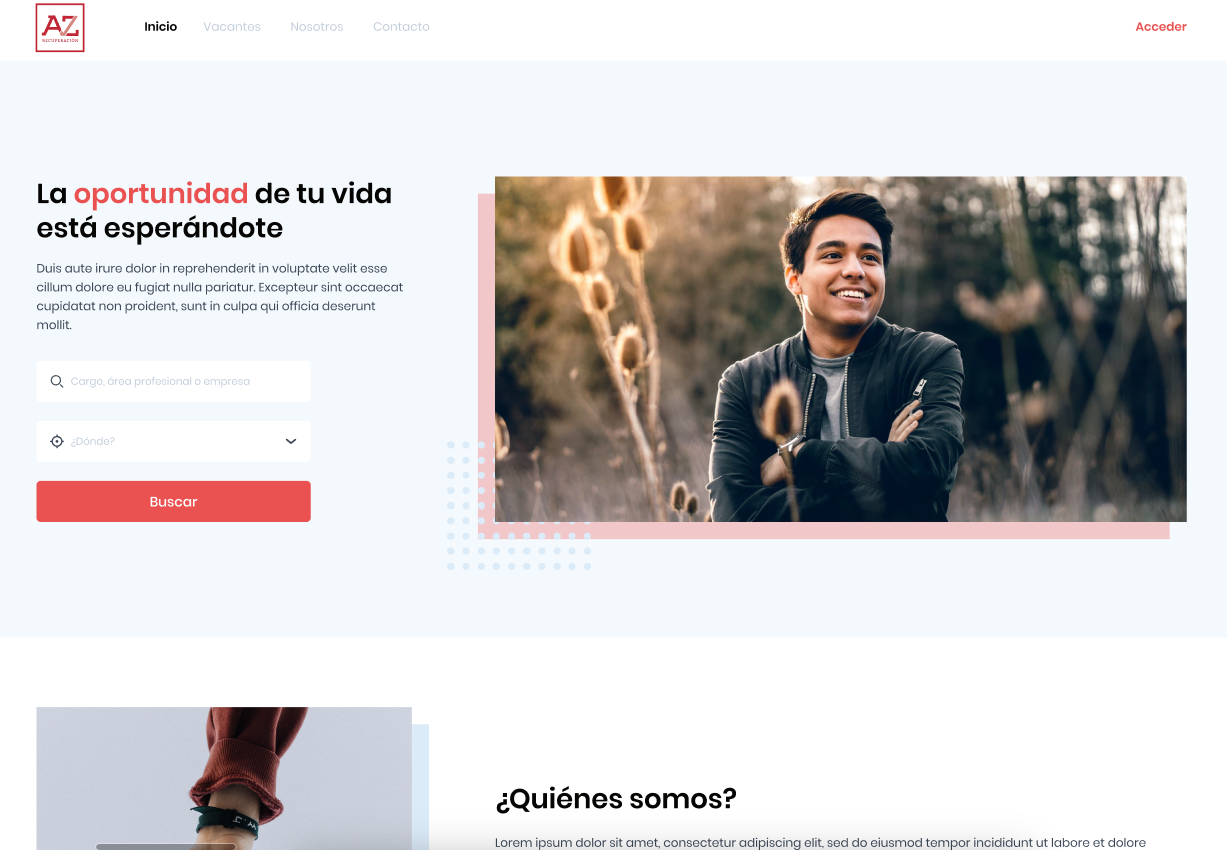 AZ
RECUPERACIÓN
Inicio
Vacantes
Nosotros
Contacto
Acceder
La oportunidad de tu vida
está esperándote
Duis aute irure dolor in reprehenderit in voluptate velit esse
cillum dolore eu fugiat nulla pariatur. Excepteur sint occaecat
cupidatat non proident, sunt in culpa qui officia deserunt
mollit.
Cargo, área profesional o empresa
¿Dónde?
Buscar
¿Quiénes somos?
Lorem ipsum dolor sit amet, consectetur adipiscing elit, sed do eiusmod tempor incididunt ut labore et dolore